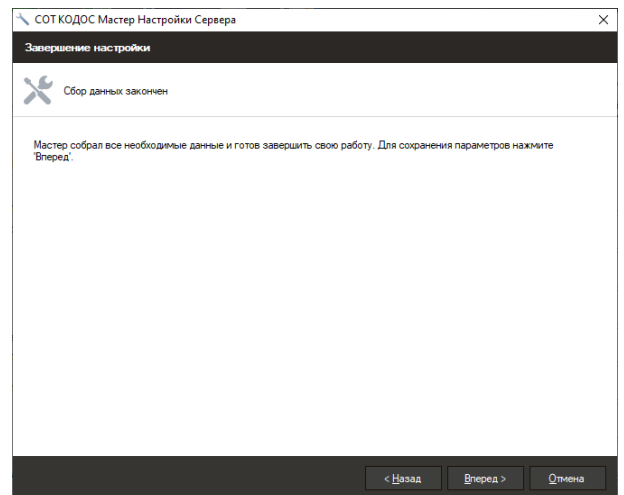 СОТ КОДОС Мастер Настройки Сервера
Завершение настройки
Сбор данных закончен
Мастер собрал все необходимые данные и готов завершить свою работу. Для сохранения параметров нажмите
'Вперед'.
< Назад Вперед > Отмена